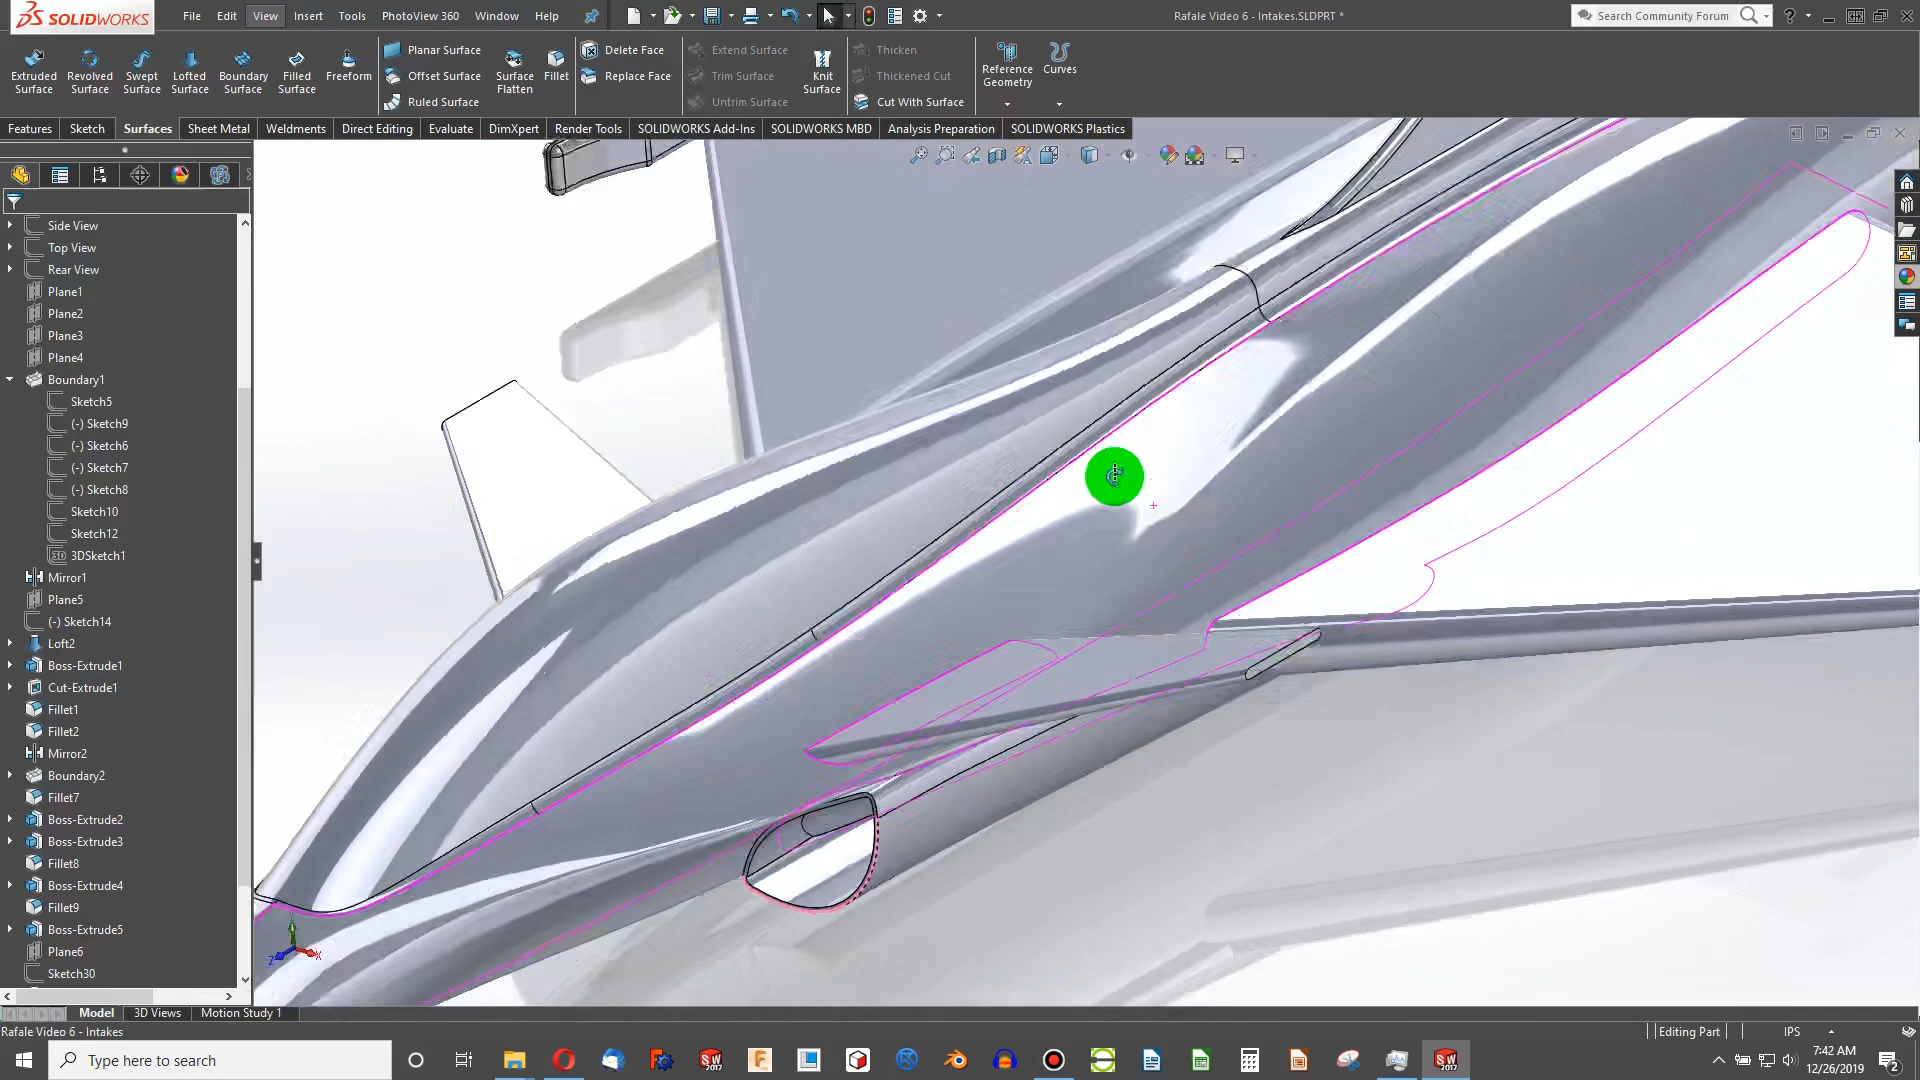 SOLIDWORKS
File Edit View Insert Tools PhotoView 360 Window Help
Rafale Video 6 - Intakes.SLDPRT *
Search Community Forum
Extruded Surface
Revolved Surface
Swept Surface
Lofted Surface
Boundary Surface
Filled Surface
Freeform
Planar Surface
Offset Surface
Ruled Surface
Surface Flatten
Fillet
Delete Face
Replace Face
Extend Surface
Trim Surface
Untrim Surface
Knit Surface
Thicken
Thickened Cut
Cut With Surface
Reference Geometry
Curves
Features Sketch Surfaces Sheet Metal Weldments Direct Editing Evaluate DimXpert Render Tools SOLIDWORKS Add-Ins SOLIDWORKS MBD Analysis Preparation SOLIDWORKS Plastics
Side View
Top View
Rear View
Plane1
Plane2
Plane3
Plane4
Boundary1
Sketch5
(-) Sketch9
(-) Sketch6
(-) Sketch7
(-) Sketch8
Sketch10
Sketch12
3D 3DSketch1
Mirror1
Plane5
(-) Sketch14
Loft2
Boss-Extrude1
Cut-Extrude1
Fillet1
Fillet2
Mirror2
Boundary2
Fillet7
Boss-Extrude2
Boss-Extrude3
Fillet8
Boss-Extrude4
Fillet9
Boss-Extrude5
Plane6
Sketch30
Z X
Model 3D Views Motion Study 1
Rafale Video 6 - Intakes
Editing Part IPS
Type here to search
SW 2017
SW 2017
7:42 AM
12/26/2019
2